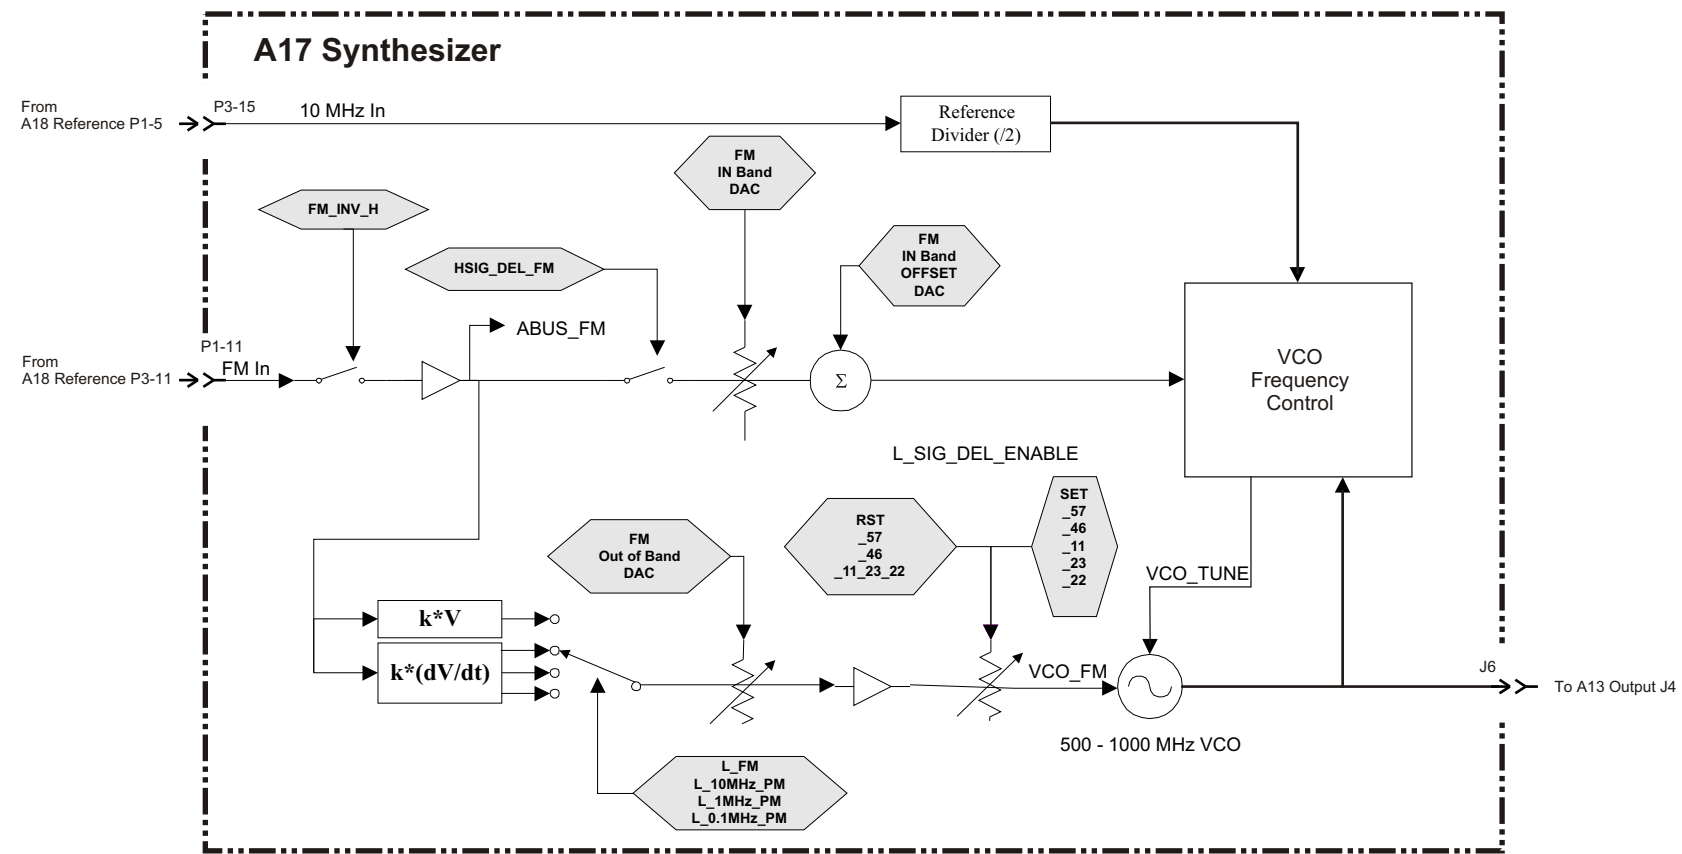 A17 Synthesizer
From
A18 Reference P1-5
P3-15
10 MHz In
Reference
Divider (/2)
FM
IN Band
DAC
FM_INV_H
HSIG_DEL_FM
FM
IN Band
OFFSET
DAC
ABUS_FM
From
A18 Reference P3-11
P1-11
FM In
Σ
VCO
Frequency
Control
L_SIG_DEL_ENABLE
FM
Out of Band
DAC
RST
_57
_46
_11_23_22
SET
_57
_46
_11
_23
_22
VCO_TUNE
k*V
k*(dV/dt)
VCO_FM
J6
To A13 Output J4
500 - 1000 MHz VCO
L_FM
L_10MHz_PM
L_1MHz_PM
L_0.1MHz_PM